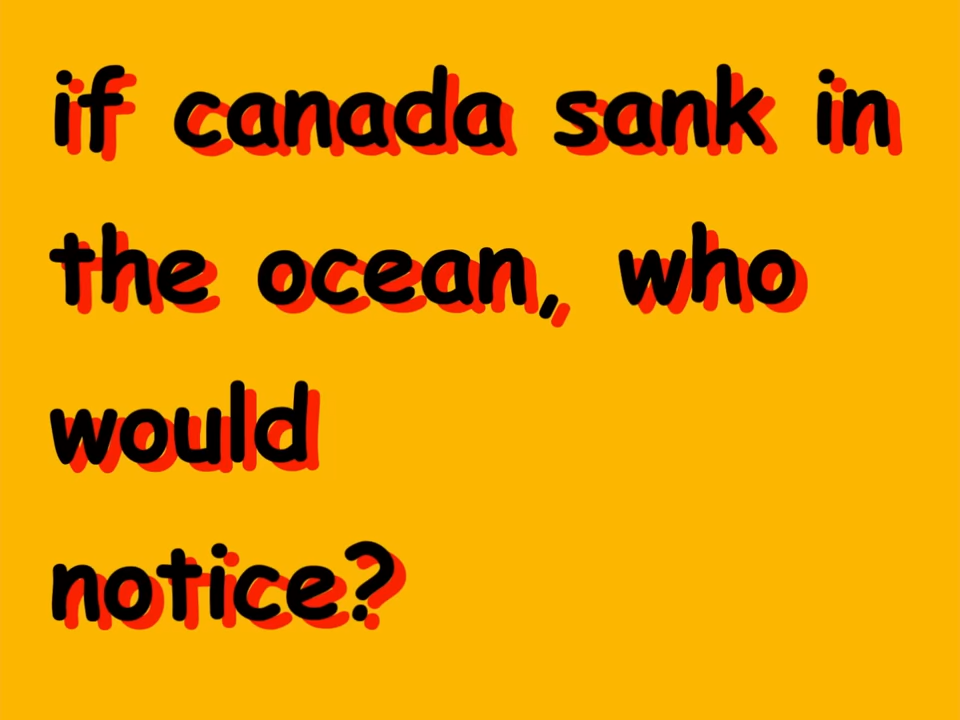 if canada sank in
the ocean, who
would
notice?